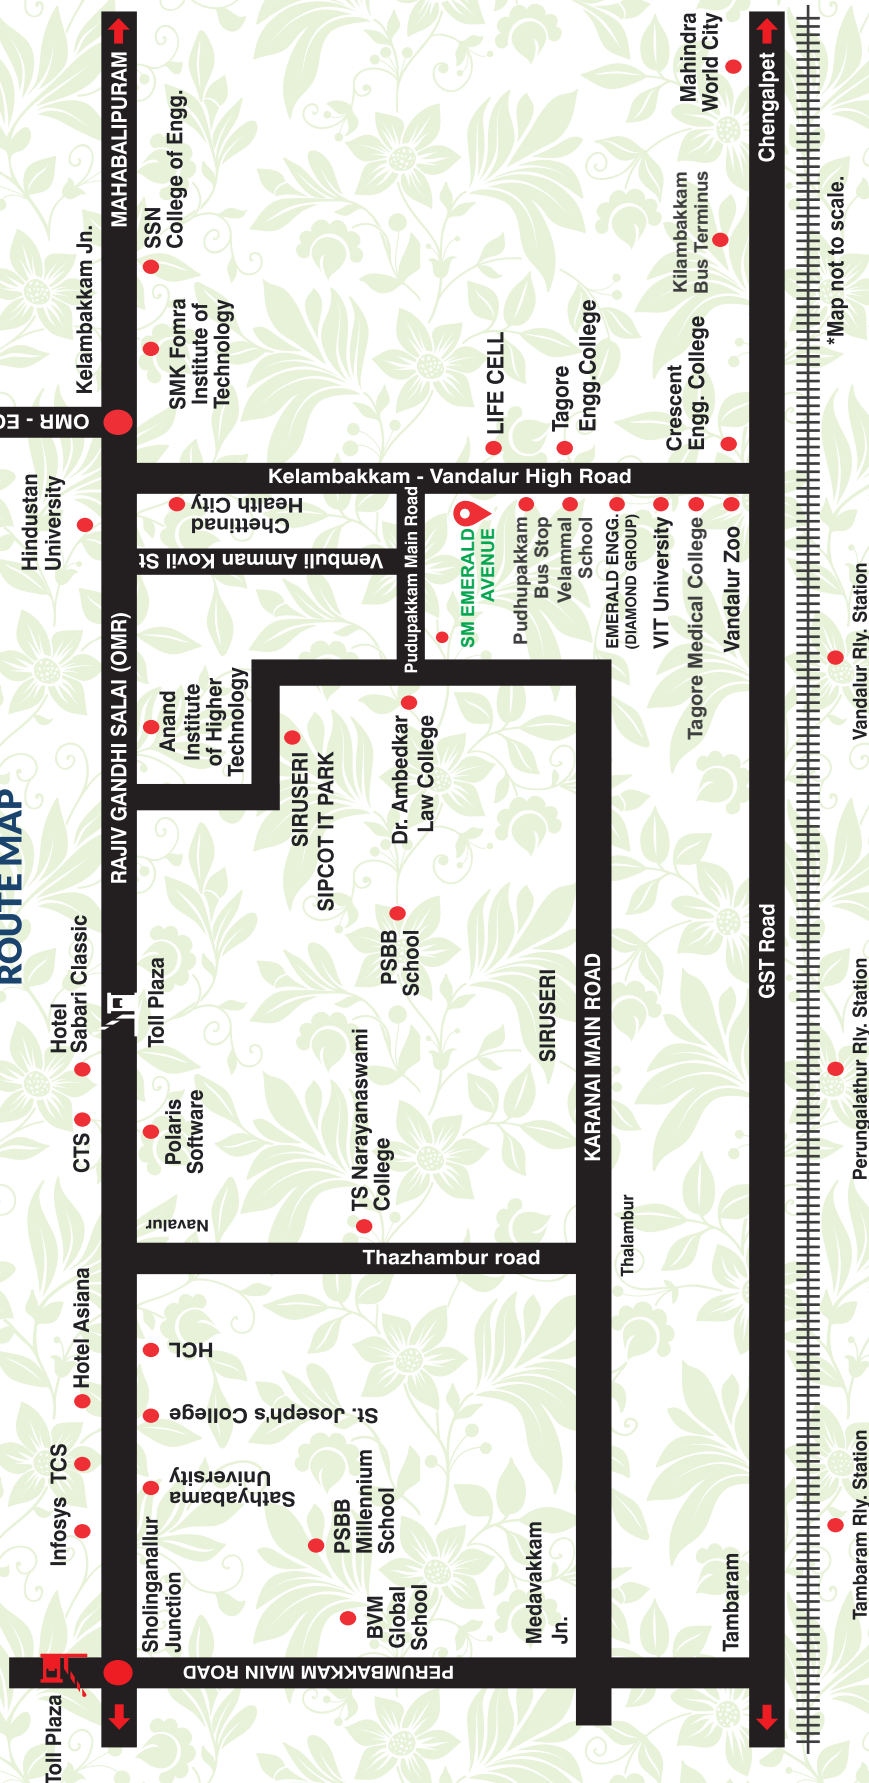 ROUTE MAP
Toll Plaza
Infosys
TCS
Hotel Asiana
CTS
Hotel
Sabari Classic
Hindustan
University
OMR - EC
Kelambakkam Jn.
RAJIV GANDHI SALAI (OMR)
MAHABALIPURAM
Sholinganallur
Junction
Sathyabama
University
St. Joseph's College
HCL
Navalur
Polaris
Software
Toll Plaza
Anand
Institute
of Higher
Technology
Vembuli Amman Kovil St
Chettinad
Health City
SMK Fomra
Institute of
Technology
SSN
College of Engg.
PERUMBAKKAM MAIN ROAD
BVM
Global
School
PSBB
Millennium
School
Thazhambur road
TS Narayanaswami
College
PSBB
School
SIRUSERI
SIPCOT IT PARK
Dr. Ambedkar
Law College
Pudupakkam Main Road
Kelambakkam - Vandalur High Road
SM EMERALD
AVENUE
Pudhupakkam
Bus Stop
Velammal
School
EMERALD ENGG.
(DIAMOND GROUP)
VIT University
Tagore Medical College
Vandalur Zoo
LIFE CELL
Tagore
Engg.College
Crescent
Engg. College
Kilambakkam
Bus Terminus
Mahindra
World City
Medavakkam
Jn.
SIRUSERI
KARANAI MAIN ROAD
Thalambur
Tambaram
GST Road
Chengalpet
Tambaram Rly. Station
Perungalathur Rly. Station
Vandalur Rly. Station
*Map not to scale.